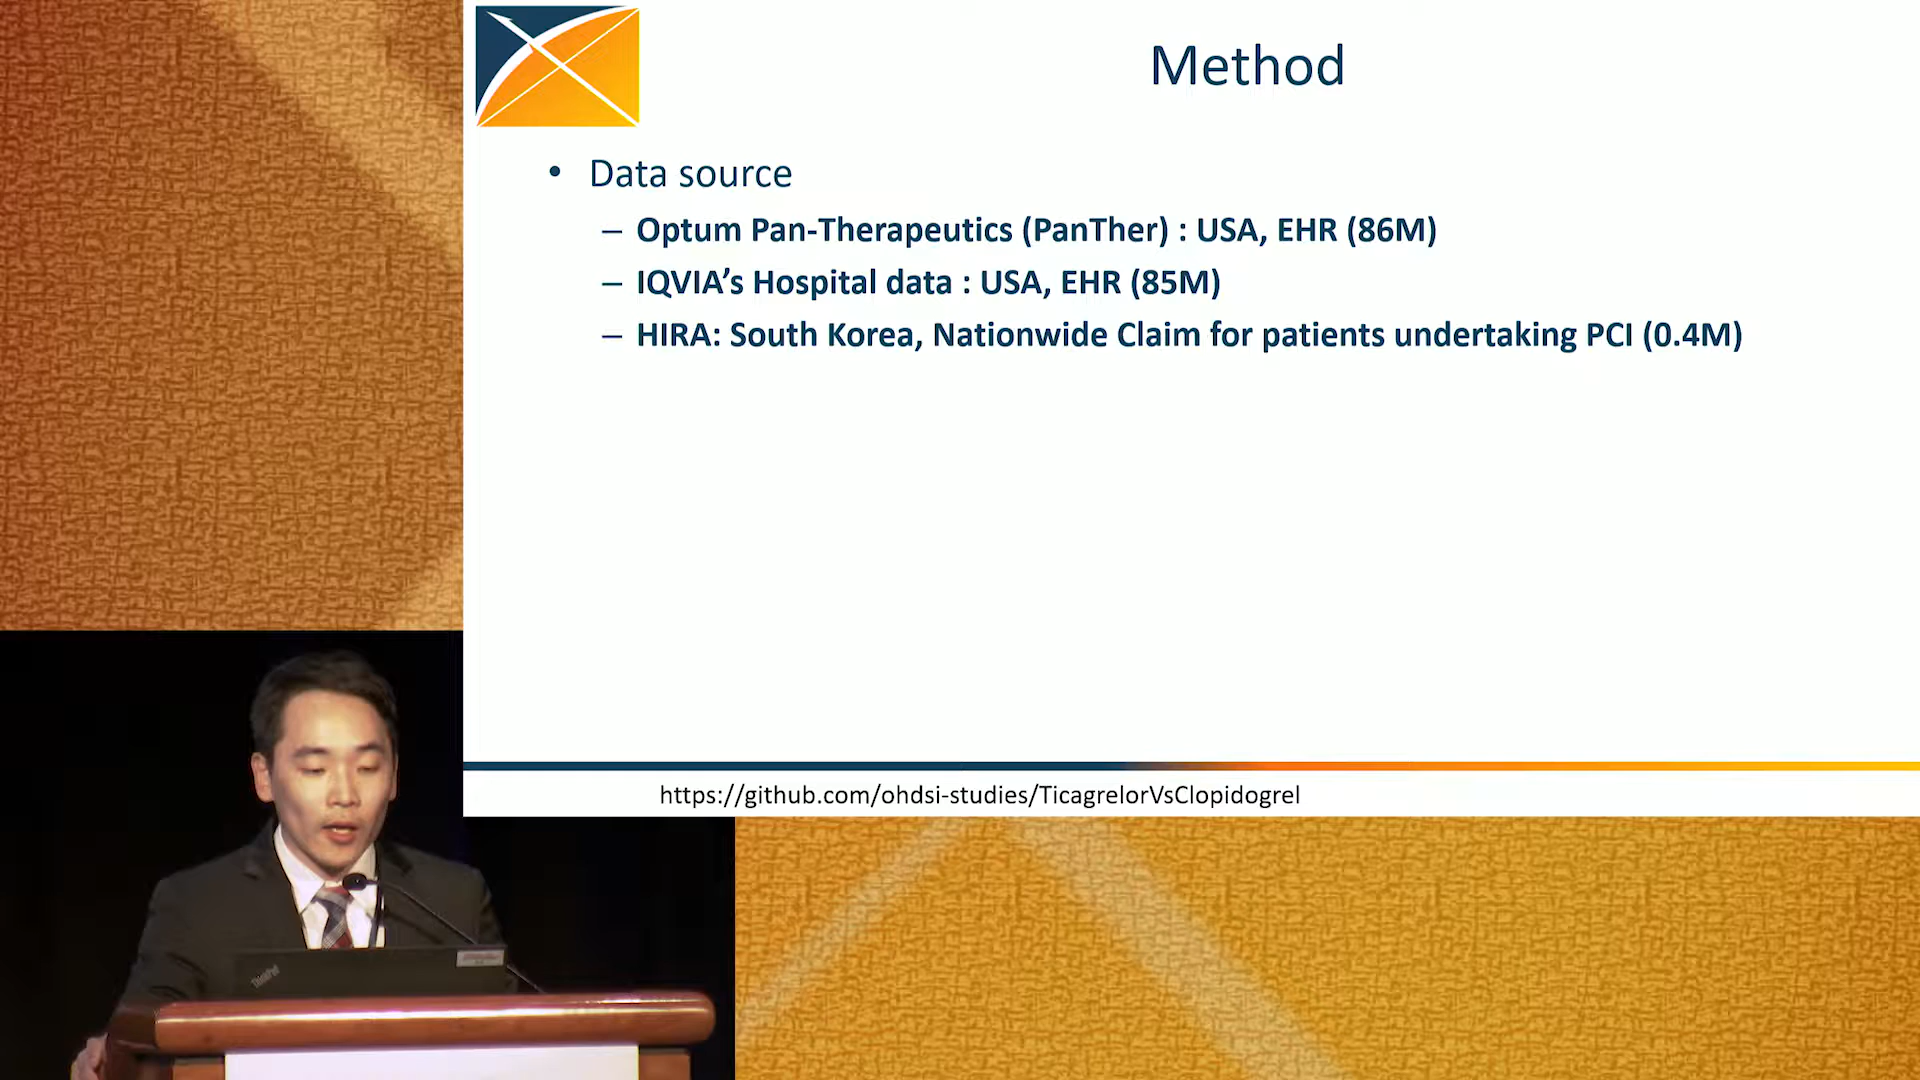 Method
• Data source
– Optum Pan-Therapeutics (PanTher) : USA, EHR (86M)
– IQVIA’s Hospital data : USA, EHR (85M)
– HIRA: South Korea, Nationwide Claim for patients undertaking PCI (0.4M)
https://github.com/ohdsi-studies/TicagrelorVsClopidogrel
ThinkPad